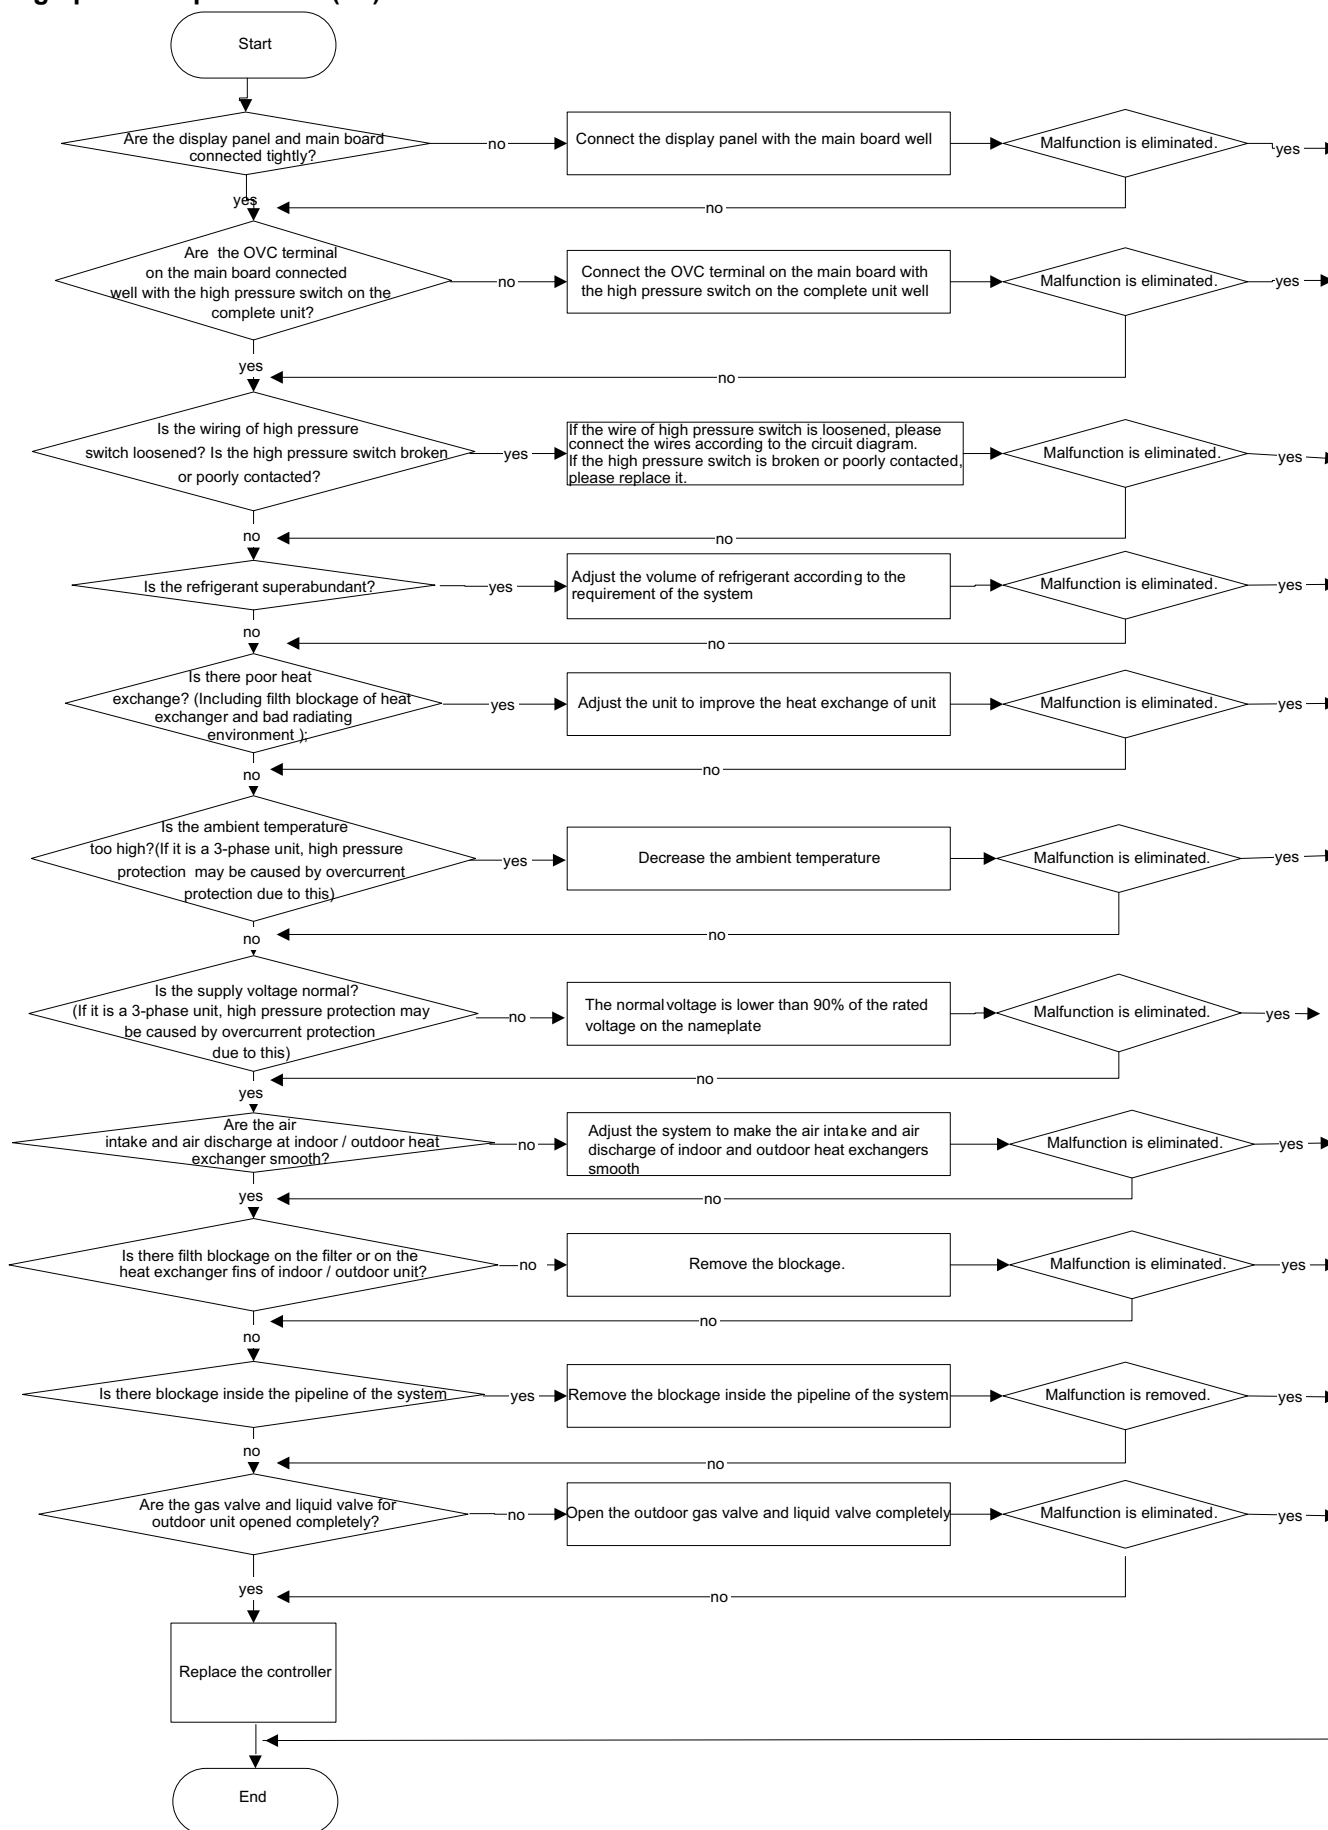 Start
Are the display panel and main board
connected tightly?
no
Connect the display panel with the main board well
Malfunction is eliminated.
yes
yes
no
Are the OVC terminal
on the main board connected
well with the high pressure switch on the
complete unit?
no
Connect the OVC terminal on the main board with
the high pressure switch on the complete unit well
Malfunction is eliminated.
yes
yes
no
Is the wiring of high pressure
switch loosened? Is the high pressure switch broken
or poorly contacted?
yes
If the wire of high pressure switch is loosened, please
connect the wires according to the circuit diagram.
If the high pressure switch is broken or poorly contacted,
please replace it.
Malfunction is eliminated.
yes
no
no
Is the refrigerant superabundant?
yes
Adjust the volume of refrigerant according to the
requirement of the system
Malfunction is eliminated.
yes
no
no
Is there poor heat
exchange? (Including filth blockage of heat
exchanger and bad radiating
environment );
yes
Adjust the unit to improve the heat exchange of unit
Malfunction is eliminated.
yes
no
no
Is the ambient temperature
too high?(If it is a 3-phase unit, high pressure
protection may be caused by overcurrent
protection due to this)
yes
Decrease the ambient temperature
Malfunction is eliminated.
yes
no
no
Is the supply voltage normal?
(If it is a 3-phase unit, high pressure protection may
be caused by overcurrent protection
due to this)
no
The normal voltage is lower than 90% of the rated
voltage on the nameplate
Malfunction is eliminated.
yes
no
yes
Are the air
intake and air discharge at indoor / outdoor heat
exchanger smooth?
no
Adjust the system to make the air intake and air
discharge of indoor and outdoor heat exchangers
smooth
Malfunction is eliminated.
yes
yes
no
Is there filth blockage on the filter or on the
heat exchanger fins of indoor / outdoor unit?
no
Remove the blockage.
Malfunction is eliminated.
yes
no
no
Is there blockage inside the pipeline of the system
yes
Remove the blockage inside the pipeline of the system
Malfunction is removed.
yes
no
no
Are the gas valve and liquid valve for
outdoor unit opened completely?
no
Open the outdoor gas valve and liquid valve completely
Malfunction is eliminated.
yes
yes
no
Replace the controller
End